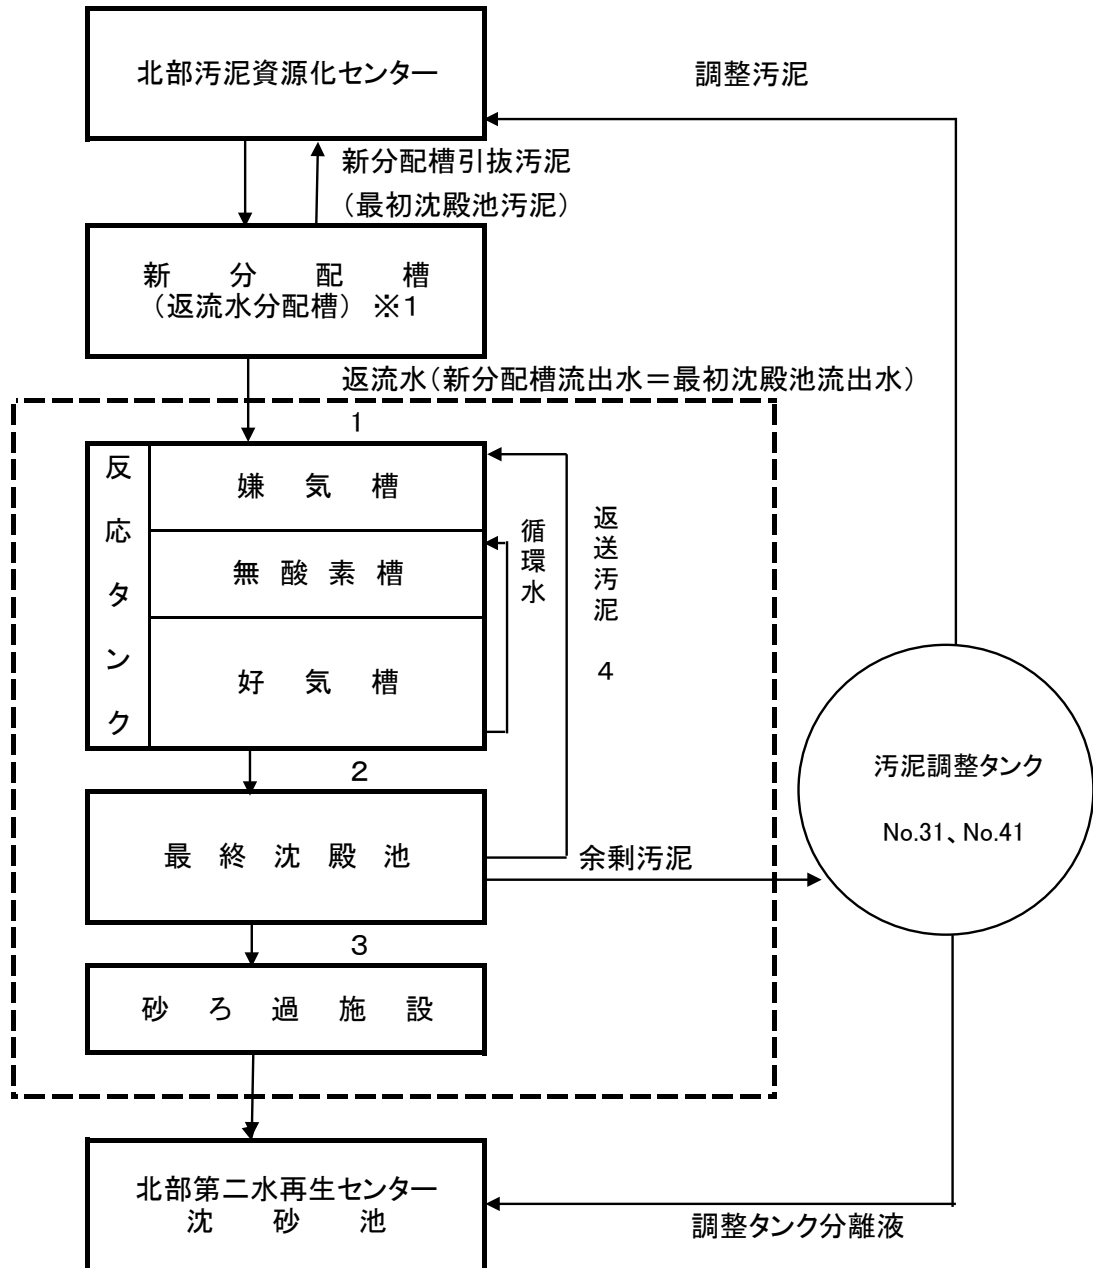 北部汚泥資源化センター
調整汚泥
新分配槽引抜汚泥
（最初沈殿池汚泥）
新分配槽
（返流水分配槽）※１
返流水（新分配槽流出水＝最初沈殿池流出水）
1
反応タンク
嫌気槽
無酸素槽
好気槽
循環水
返送汚泥 4
2
汚泥調整タンク
No.31、No.41
最終沈殿池
余剰汚泥
3
砂ろ過施設
北部第二水再生センター
沈砂池
調整タンク分離液